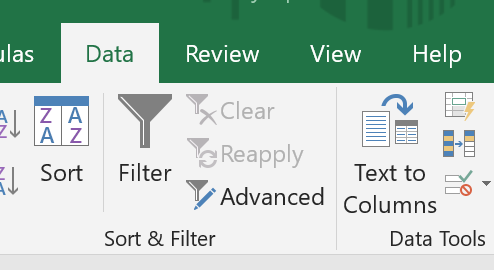 ulas Data Review View Help
Sort
Filter
Clear
Reapply
Advanced
Text to
Columns
Sort & Filter
Data Tools